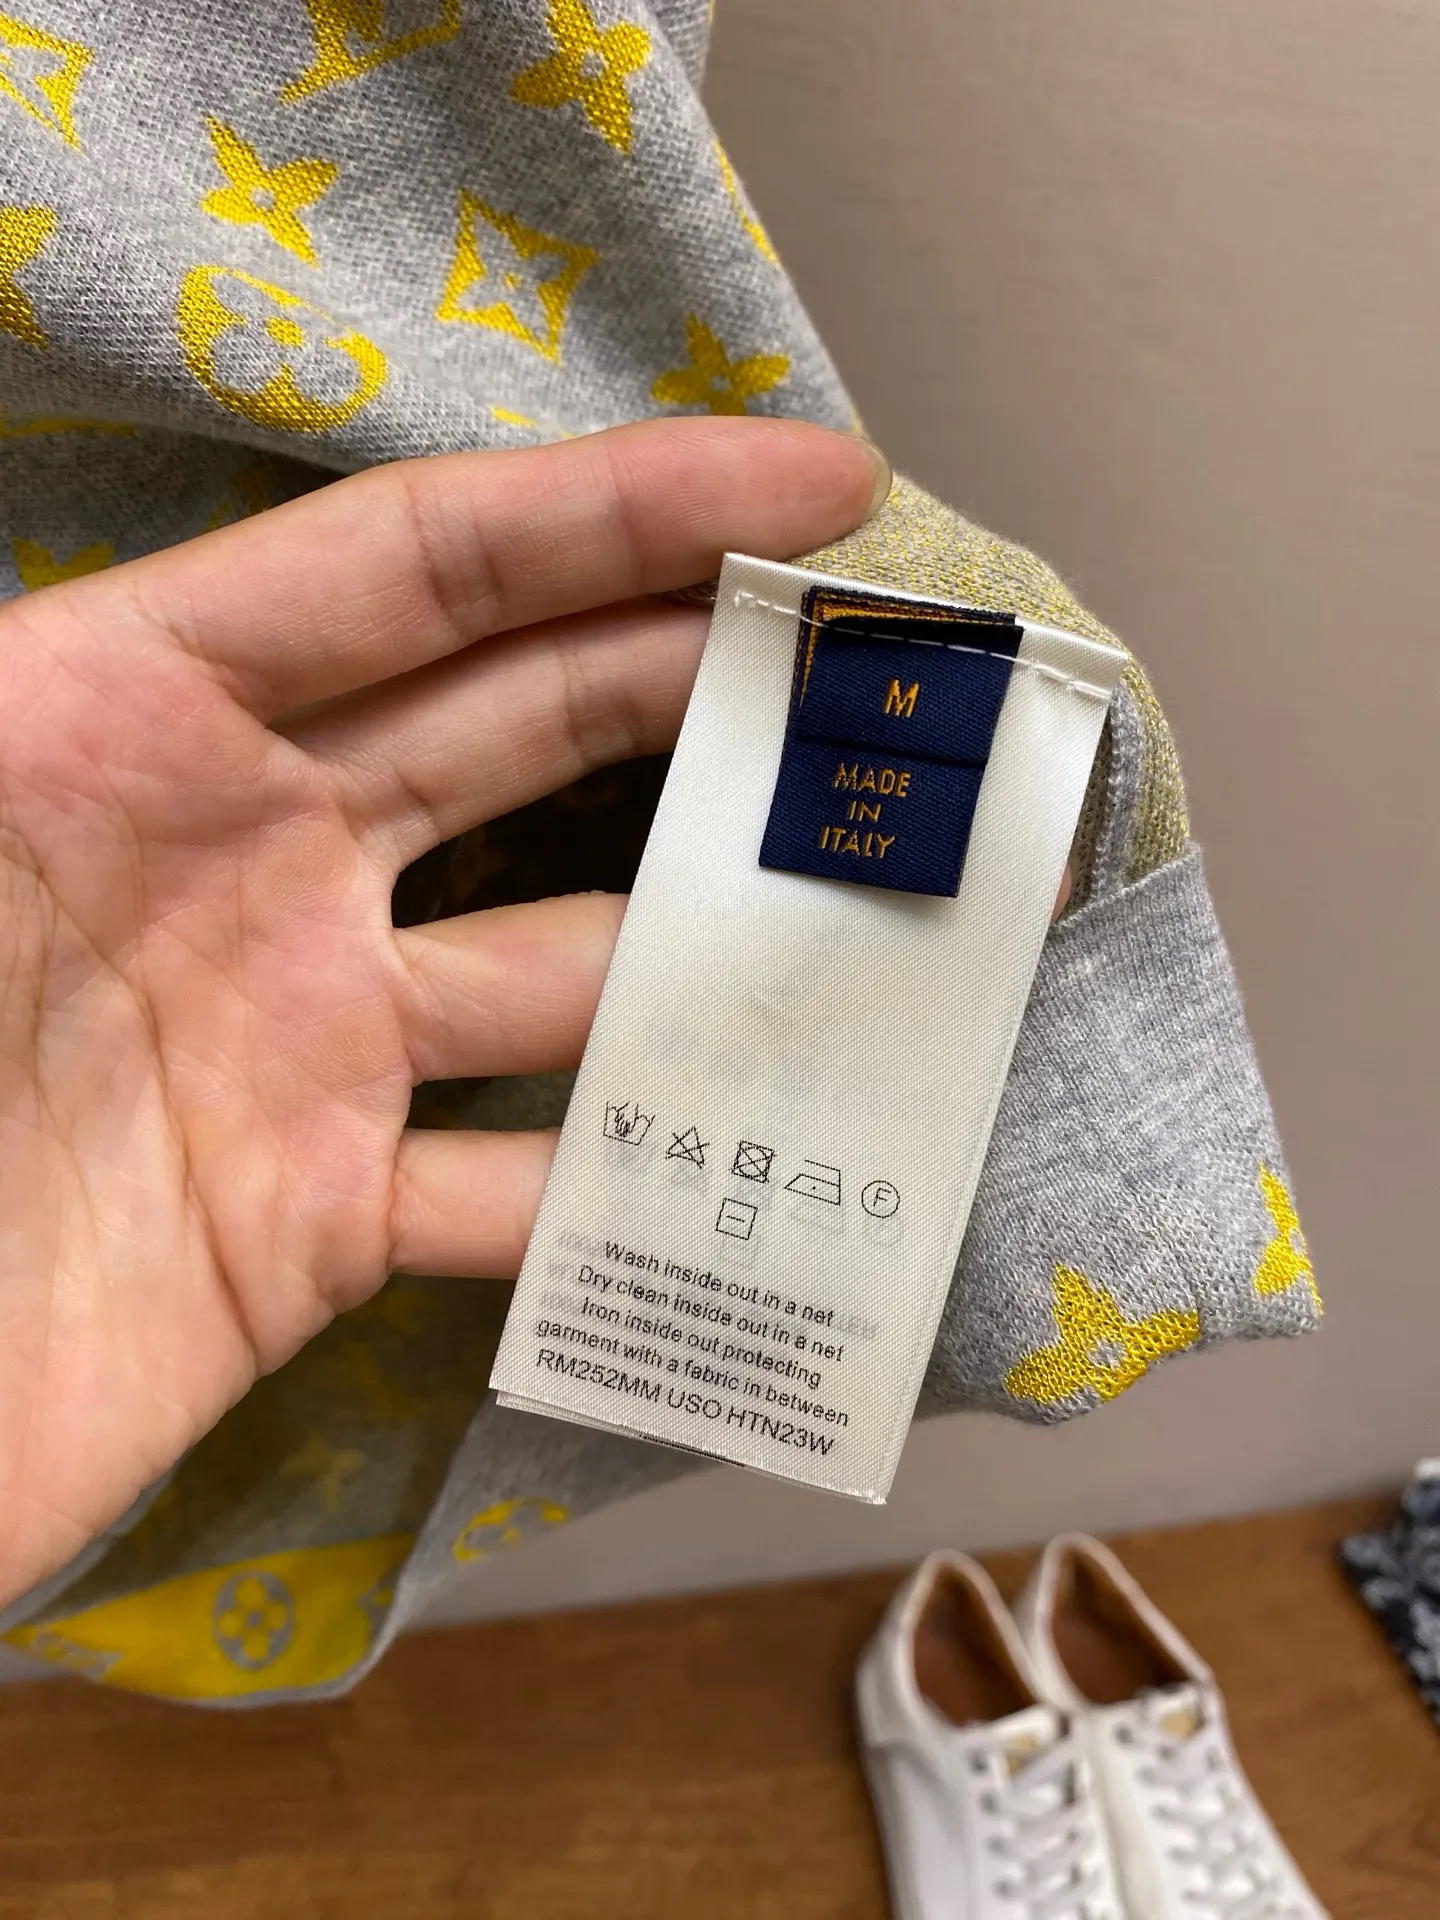 M
MADE
IN
ITALY
F
Wash inside out in a net
Dry clean inside out in a net
Iron inside out protecting
garment with a fabric in between
RM252MM USO HTN23W